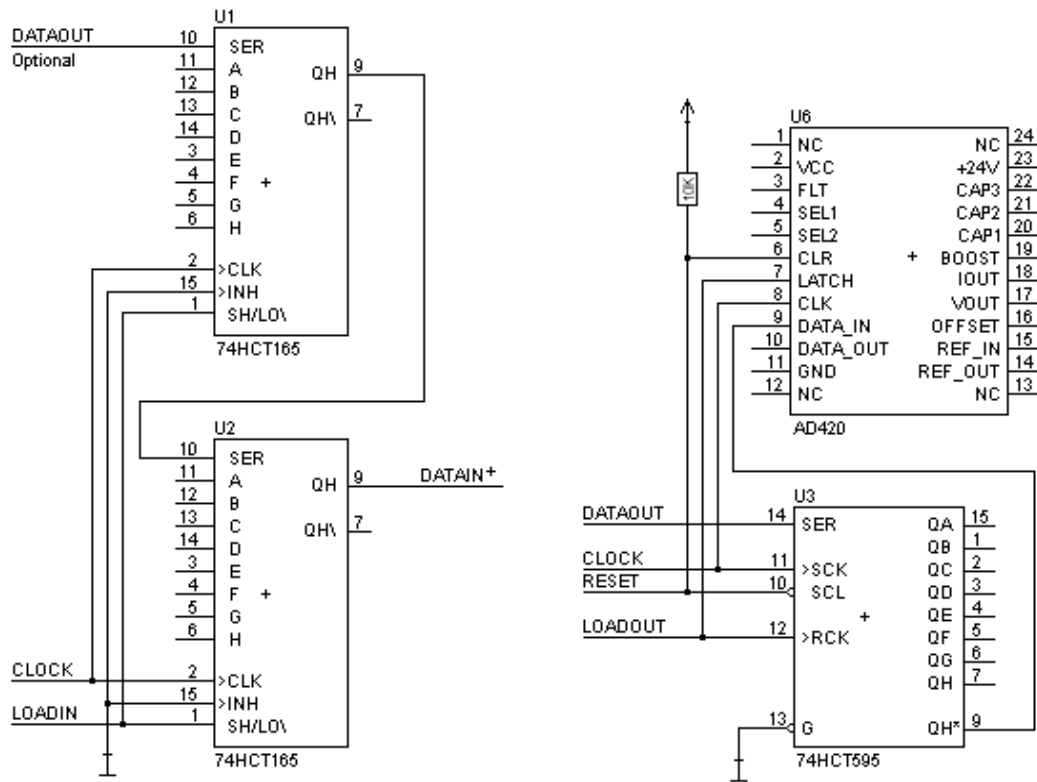 U1
DATAOUT 10 SER
Optional
11 A
QH 9
12 B
13 C
QH\ 7
14 D
3 E
4 F +
5 G
6 H
2 >CLK
15 >INH
1 SH/LO\
74HCT165
U2
10 SER
11 A
QH 9 DATAIN+
12 B
13 C
QH\ 7
14 D
3 E
4 F +
5 G
6 H
CLOCK 2 >CLK
15 >INH
LOADIN 1 SH/LO\
74HCT165
10K
U6
1 NC NC 24
2 VCC +24V 23
3 FLT CAP3 22
4 SEL1 CAP2 21
5 SEL2 CAP1 20
6 CLR + BOOST 19
7 LATCH IOUT 18
8 CLK VOUT 17
9 DATA_IN OFFSET 16
10 DATA_OUT REF_IN 15
11 GND REF_OUT 14
12 NC NC 13
AD420
U3
DATAOUT 14 SER QA 15
QB 1
CLOCK 11 >SCK QC 2
RESET 10 SCL QD 3
QE 4
+
LOADOUT 12 >RCK QF 5
QG 6
QH 7
13 G QH* 9
74HCT595